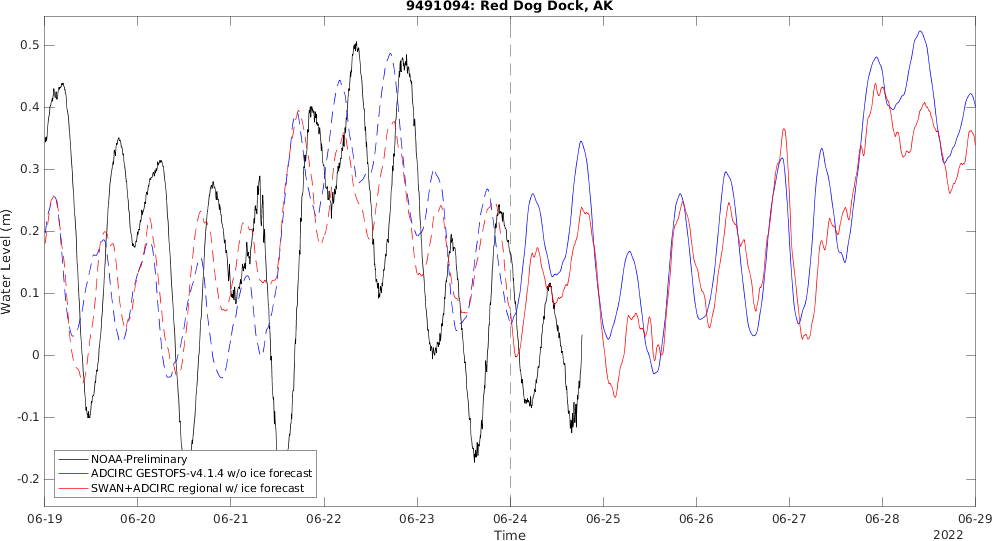 9491094: Red Dog Dock, AK
Water Level (m)
0.5
0.4
0.3
0.2
0.1
0
-0.1
-0.2
NOAA-Preliminary
ADCIRC GESTOFS-v4.1.4 w/o ice forecast
SWAN+ADCIRC regional w/ ice forecast
06-19 06-20 06-21 06-22 06-23 06-24 06-25 06-26 06-27 06-28 06-29
Time
2022